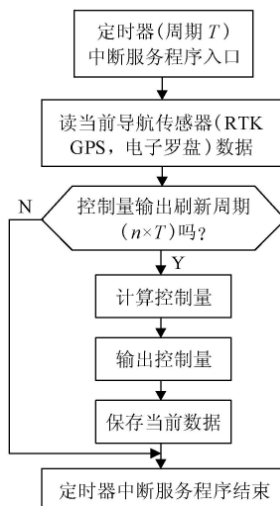 定时器(周期 T)
中断服务程序入口
读当前导航传感器(RTK
GPS，电子罗盘)数据
控制量输出刷新周期
(n×T)吗?
N
Y
计算控制量
输出控制量
保存当前数据
定时器中断服务程序结束